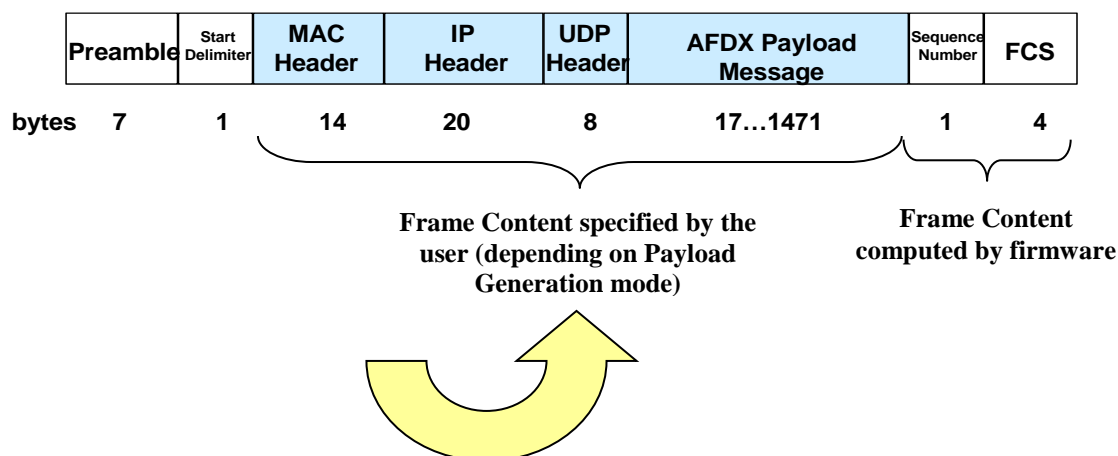 Preamble
Start
Delimiter
MAC
Header
IP
Header
UDP
Header
AFDX Payload
Message
Sequence
Number
FCS
bytes 7 1 14 20 8 17…1471 1 4
Frame Content specified by the
user (depending on Payload
Generation mode)
Frame Content
computed by firmware